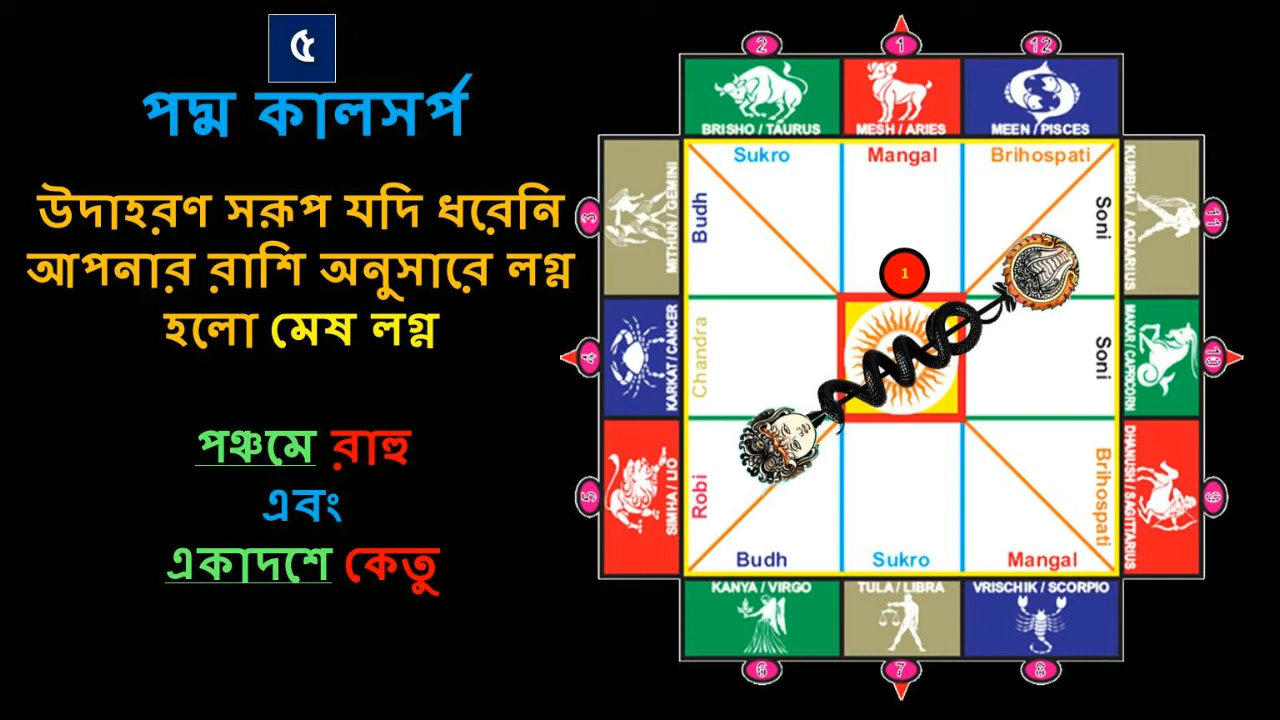 ৫
পদ্ম কালসর্প
উদাহরণ সরূপ যদি ধরেনি
আপনার রাশি অনুসারে লগ্ন
হলো মেষ লগ্ন
পঞ্চমে রাহু
এবং
একাদশে কেতু
2
1
12
BRISHO / TAURUS
MESH / ARIES
MEEN / PISCES
Sukro
Mangal
Brihospati
3
MITHUN / GEMINI
Budh
Soni
KUMBHA / AQUARIUS
11
1
4
KARKAT / CANCER
Chandra
Soni
MAKAR / CAPRICORN
10
5
SIMHA / LIO
Robi
Brihospati
DHANUSH / SAGITTARIUS
9
Budh
Sukro
Mangal
KANYA / VIRGO
TULA / LIBRA
VRISCHIK / SCORPIO
6
7
8